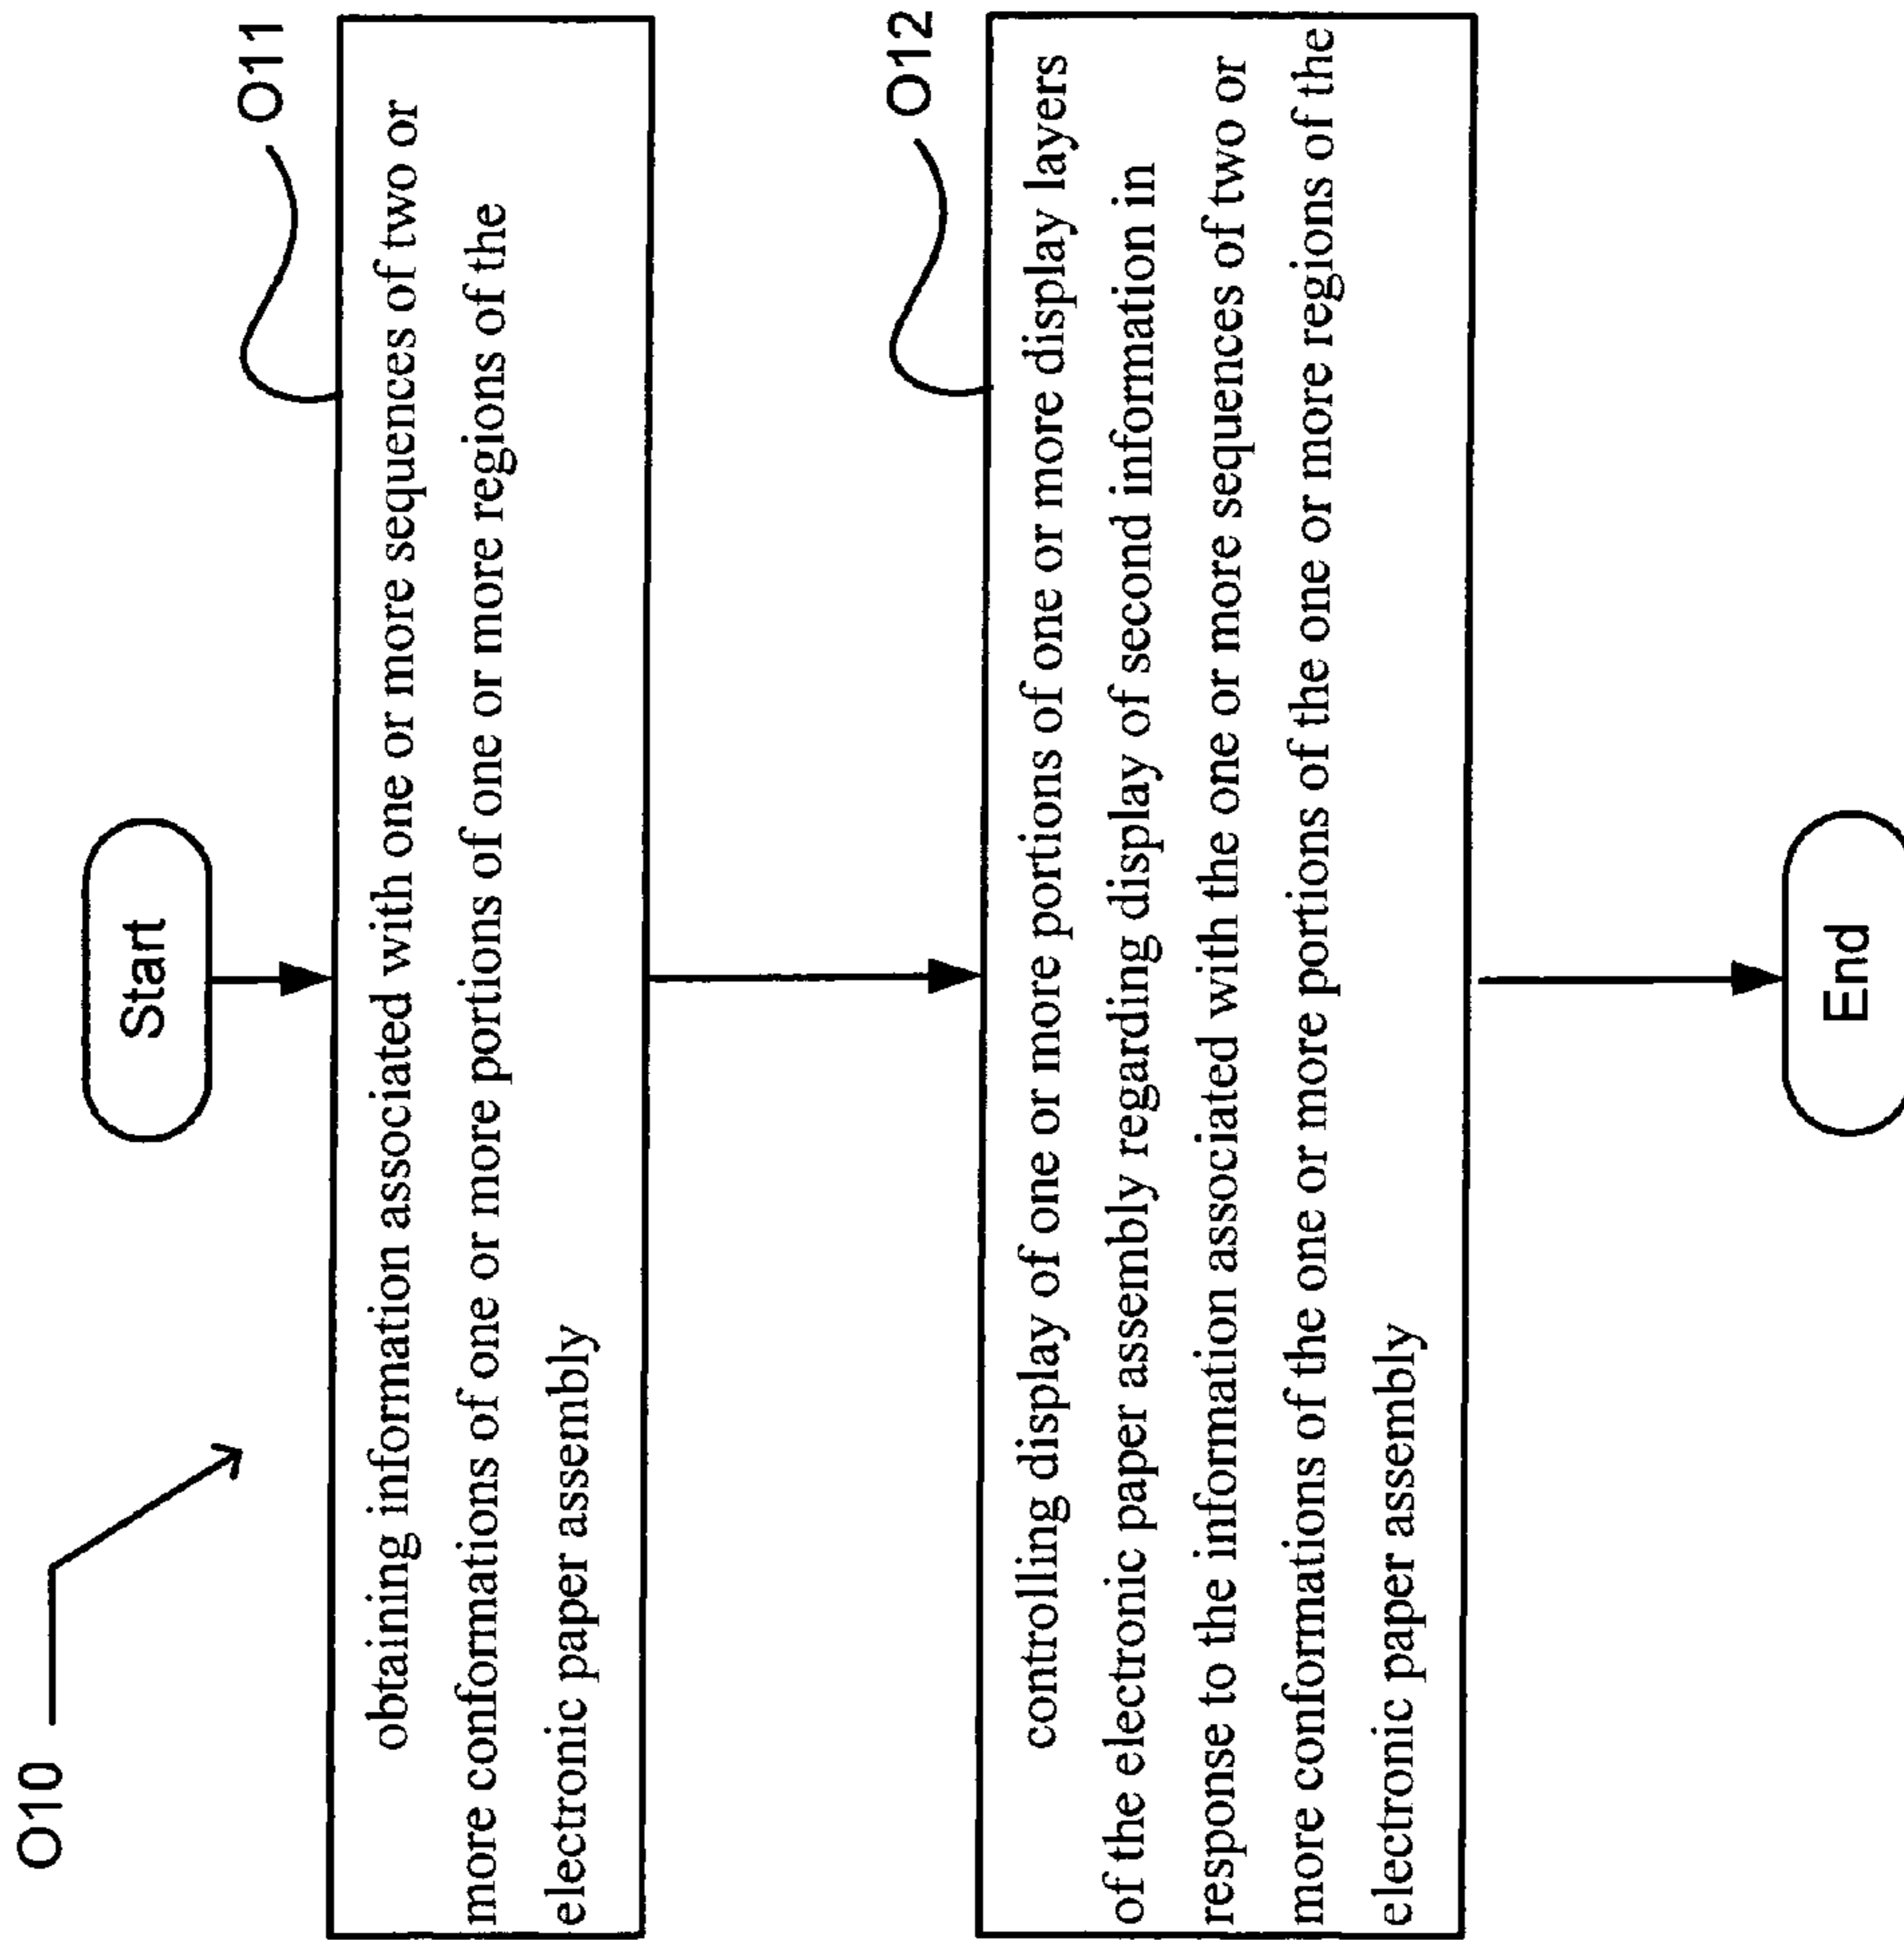 O10
Start
O11
obtaining information associated with one or more sequences of two or
more conformations of one or more portions of one or more regions of the
electronic paper assembly
O12
controlling display of one or more portions of one or more display layers
of the electronic paper assembly regarding display of second information in
response to the information associated with the one or more sequences of two or
more conformations of the one or more portions of the one or more regions of the
electronic paper assembly
End